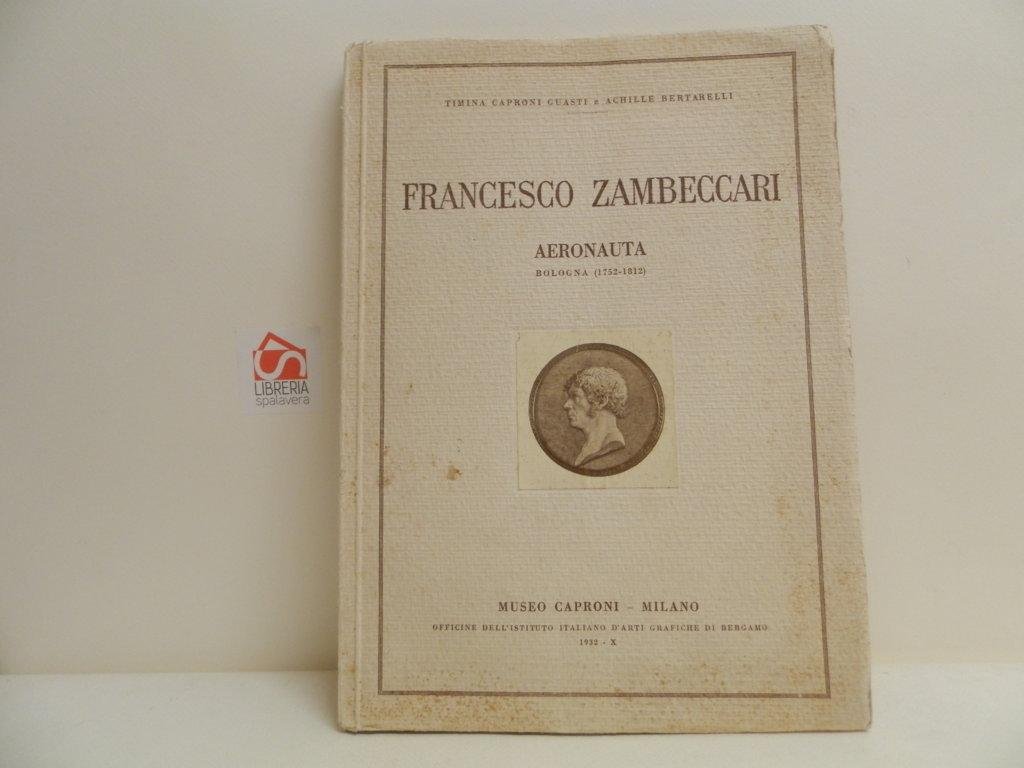 TIMINA CAPRONI GUASTI e ACHILLE BERTARELLI
FRANCESCO ZAMBECCARI
AERONAUTA
BOLOGNA (1752-1812)
LIBRERIA
spalavera
MUSEO CAPRONI – MILANO
OFFICINE DELL'ISTITUTO ITALIANO D'ARTI GRAFICHE DI BERGAMO
1932 - X